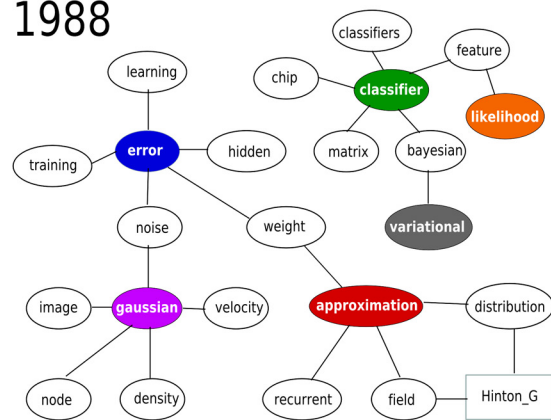 1988
classifiers
learning
feature
chip
classifier
likelihood
training
error
hidden
matrix
bayesian
noise
weight
variational
image
gaussian
velocity
approximation
distribution
node
density
recurrent
field
Hinton_G